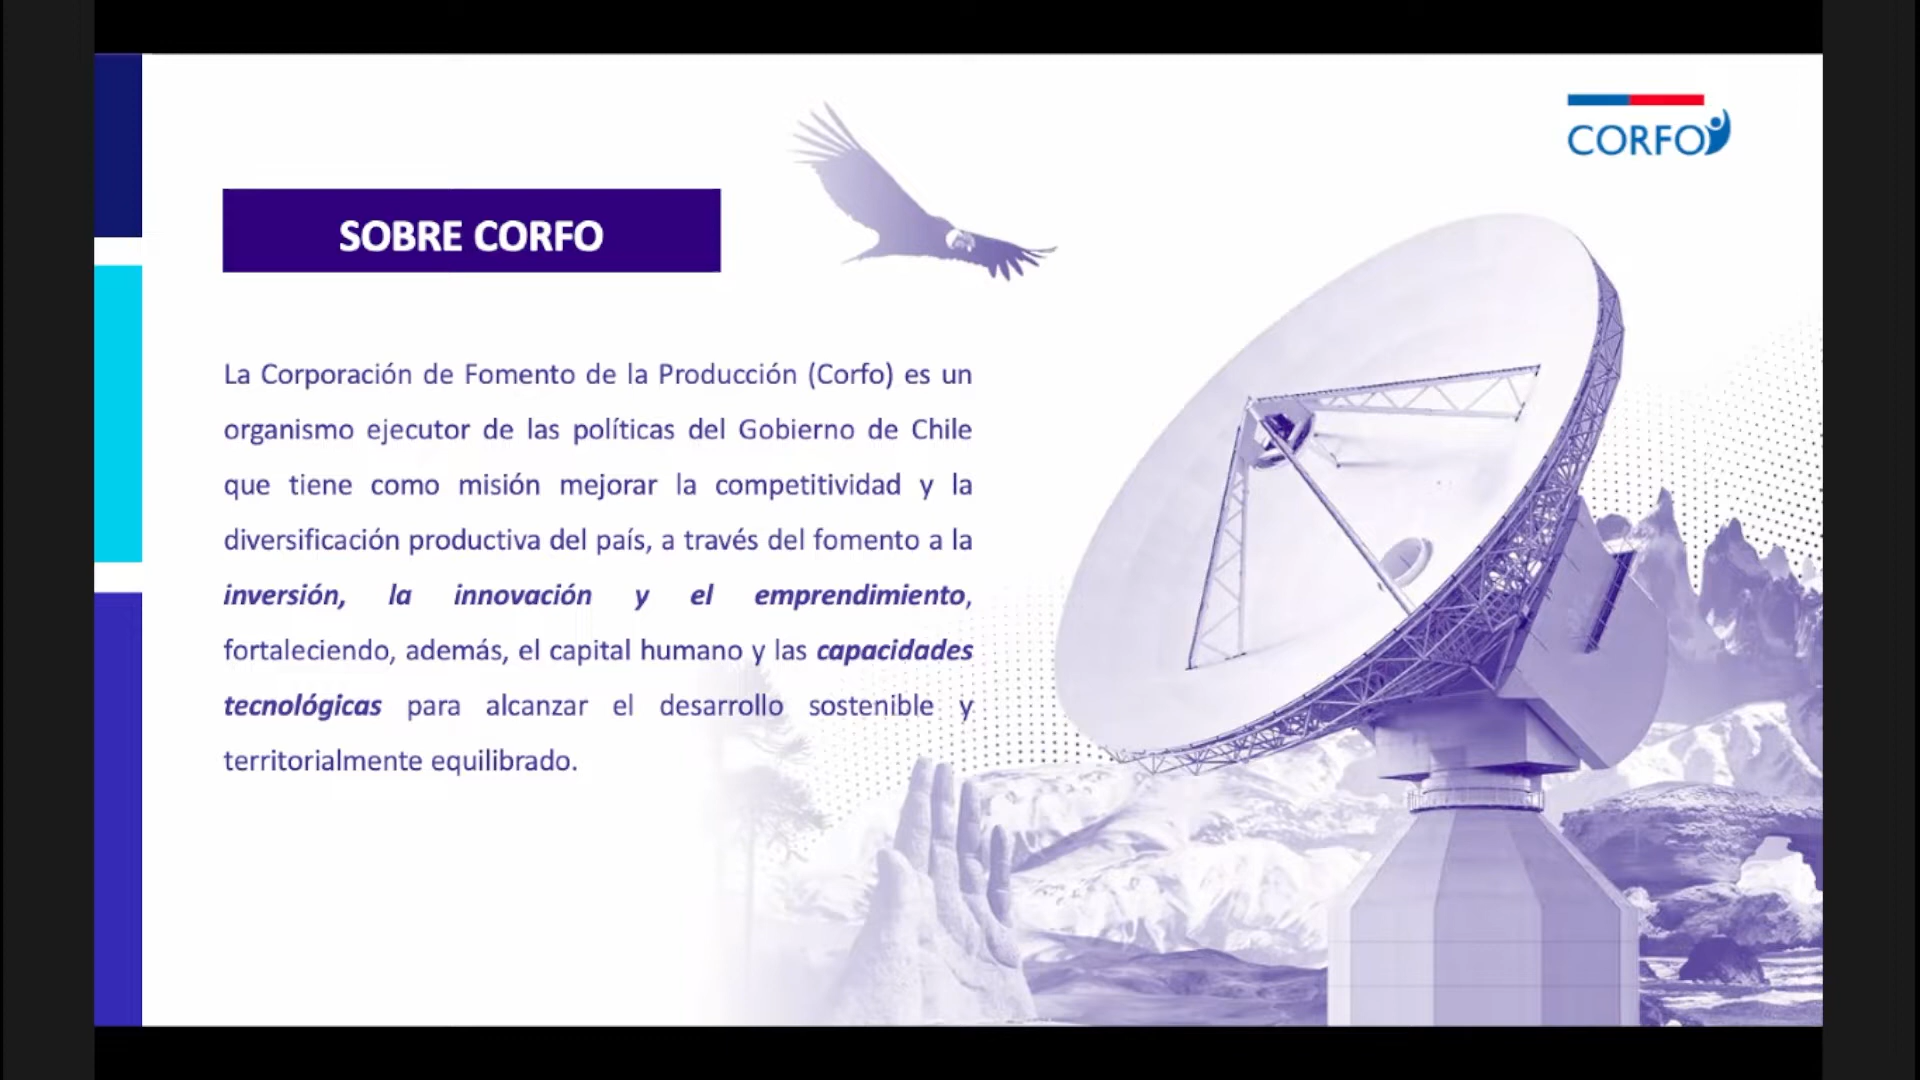 CORFO
SOBRE CORFO
La Corporación de Fomento de la Producción (Corfo) es un
organismo ejecutor de las políticas del Gobierno de Chile
que tiene como misión mejorar la competitividad y la
diversificación productiva del país, a través del fomento a la
inversión, la innovación y el emprendimiento,
fortaleciendo, además, el capital humano y las capacidades
tecnológicas para alcanzar el desarrollo sostenible y
territorialmente equilibrado.